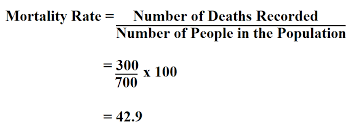 Mortality Rate = Number of Deaths Recorded
Number of People in the Population
= 300
700 x 100
= 42.9